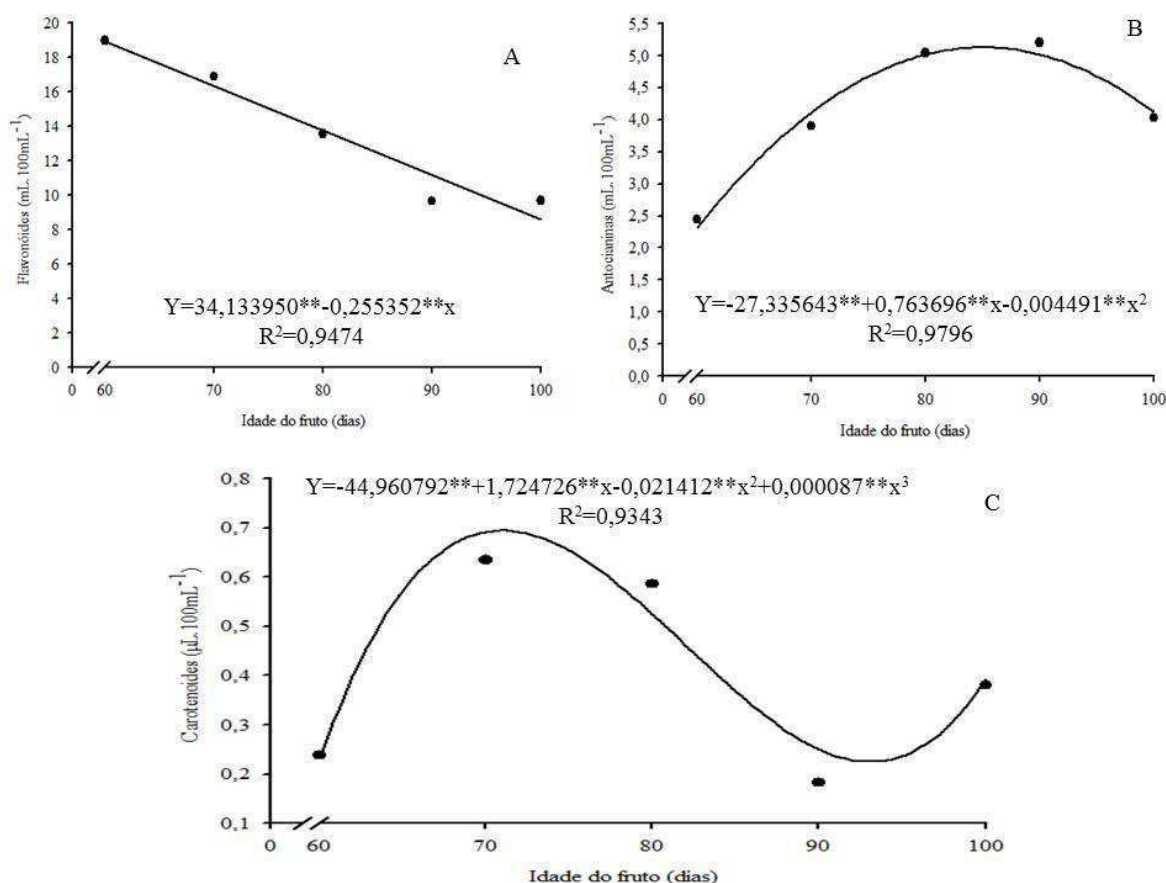 A
Flavonóides (mL.100mL⁻¹)
20
18
16
14
12
10
8
6
4
2
0
Y=34,133950**-0,255352**x
R²=0,9474
0 60 70 80 90 100
Idade do fruto (dias)
B
Antocianinas (mL.100mL⁻¹)
5,5
5,0
4,5
4,0
3,5
3,0
2,5
2,0
1,5
1,0
0,5
0,0
Y=-27,335643**+0,763696**x-0,004491**x²
R²=0,9796
0 60 70 80 90 100
Idade do fruto (dias)
Y=-44,960792**+1,724726**x-0,021412**x²+0,000087**x³
R²=0,9343
C
Carotenoides (µL.100mL⁻¹)
0,8
0,7
0,6
0,5
0,4
0,3
0,2
0,1
0 60 70 80 90 100
Idade do fruto (dias)